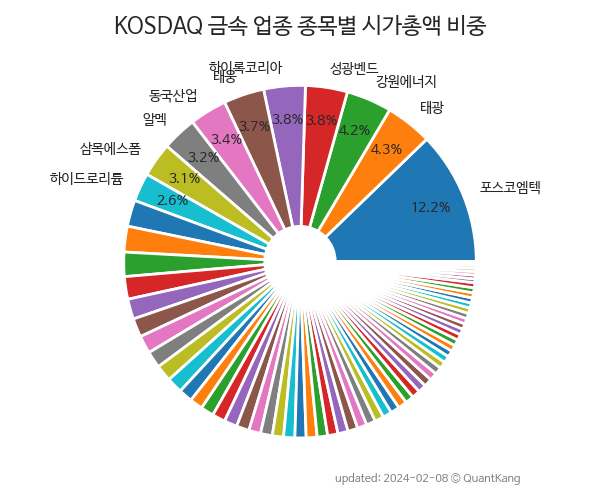 KOSDAQ 금속 업종 종목별 시가총액 비중
하이록코리아
성광벤드
태웅
강원에너지
동국산업
태광
알멕
삼목에스폼
하이드로리튬
포스코엠텍
3.8%
3.8%
3.7%
4.2%
3.4%
4.3%
3.2%
3.1%
2.6%
12.2%
updated: 2024-02-08 © QuantKang